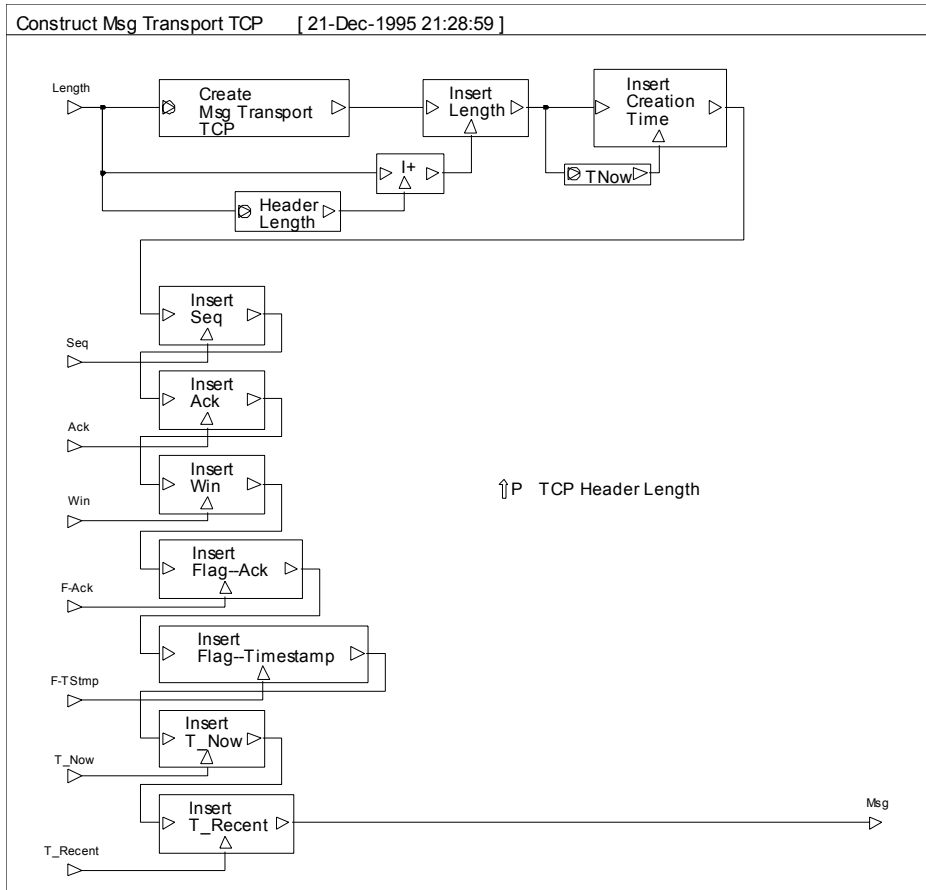 Construct Msg Transport TCP [ 21-Dec-1995 21:28:59 ]
Length
Create
Msg Transport
TCP
Insert
Length
Insert
Creation
Time
I+
TNow
Header
Length
Insert
Seq
Seq
Insert
Ack
Ack
Insert
Win
Win
⇧P TCP Header Length
Insert
Flag--Ack
F-Ack
Insert
Flag--Timestamp
F-TStmp
Insert
T_Now
T_Now
Insert
T_Recent
Msg
T_Recent